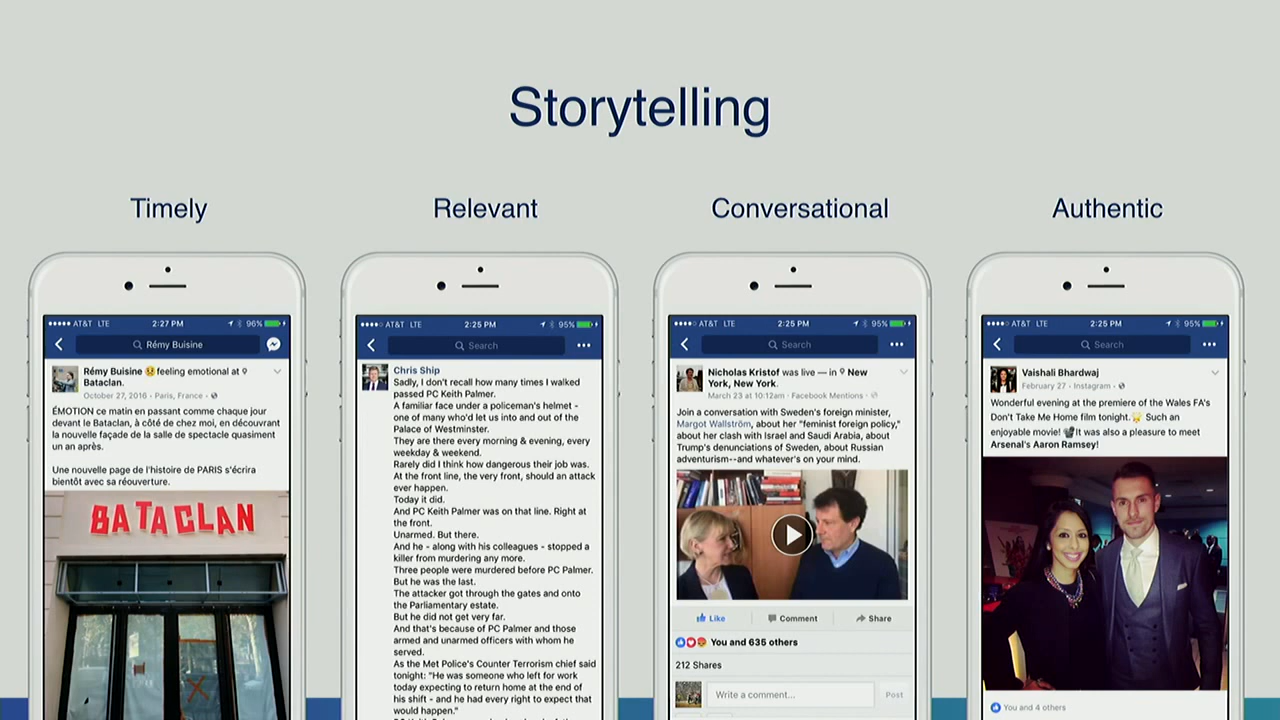 Storytelling
Timely
Relevant
Conversational
Authentic
AT&T LTE
2:27 PM
96%
Rémy Buisine
Rémy Buisine 😢 feeling emotional at
Bataclan.
October 27, 2016 · Paris, France ·
ÉMOTION ce matin en passant comme chaque jour
devant le Bataclan, à côté de chez moi, en découvrant
la nouvelle façade de la salle de spectacle quasiment
un an après.
Une nouvelle page de l'histoire de PARIS s'écrira
bientôt avec sa réouverture.
BATACLAN
AT&T LTE
2:25 PM
95%
Search
Chris Ship
Sadly, I don't recall how many times I walked
passed PC Keith Palmer.
A familiar face under a policeman's helmet -
one of many who'd let us into and out of the
Palace of Westminster.
They are there every morning & evening, every
weekday & weekend.
Rarely did I think how dangerous their job was.
At the front line, the very front, should an attack
ever happen.
Today it did.
And PC Keith Palmer was on that line. Right at
the front.
Unarmed. But there.
And he - along with his colleagues - stopped a
killer from murdering any more.
Three people were murdered before PC Palmer.
But he was the last.
The attacker got through the gates and onto
the Parliamentary estate.
But he did not get very far.
And that's because of PC Palmer and those
armed and unarmed officers with whom he
served.
As the Met Police's Counter Terrorism chief said
tonight: "He was someone who left for work
today expecting to return home at the end of
his shift - and he had every right to expect that
would happen."
AT&T LTE
2:25 PM
95%
Search
Nicholas Kristof was live — in New
York, New York.
March 23 at 10:12am · Facebook Mentions ·
Join a conversation with Sweden's foreign minister,
Margot Wallström, about her "feminist foreign policy,"
about her clash with Israel and Saudi Arabia, about
Trump's denunciations of Sweden, about Russian
adventurism--and whatever's on your mind.
Like
Comment
Share
You and 635 others
212 Shares
Write a comment...
Post
AT&T LTE
2:25 PM
95%
Search
Vaishali Bhardwaj
February 27 · Instagram ·
Wonderful evening at the premiere of the Wales FA's
Don't Take Me Home film tonight.🌟 Such an
enjoyable movie! 📽It was also a pleasure to meet
Arsenal's Aaron Ramsey!
You and 4 others